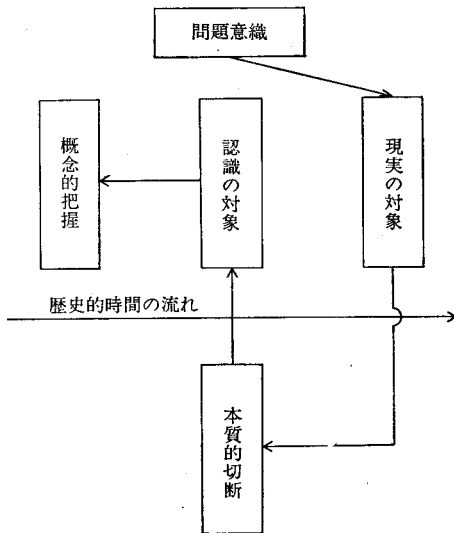 問題意識
現実の対象
認識の対象
概念的把握
歴史的時間の流れ
本質的切断